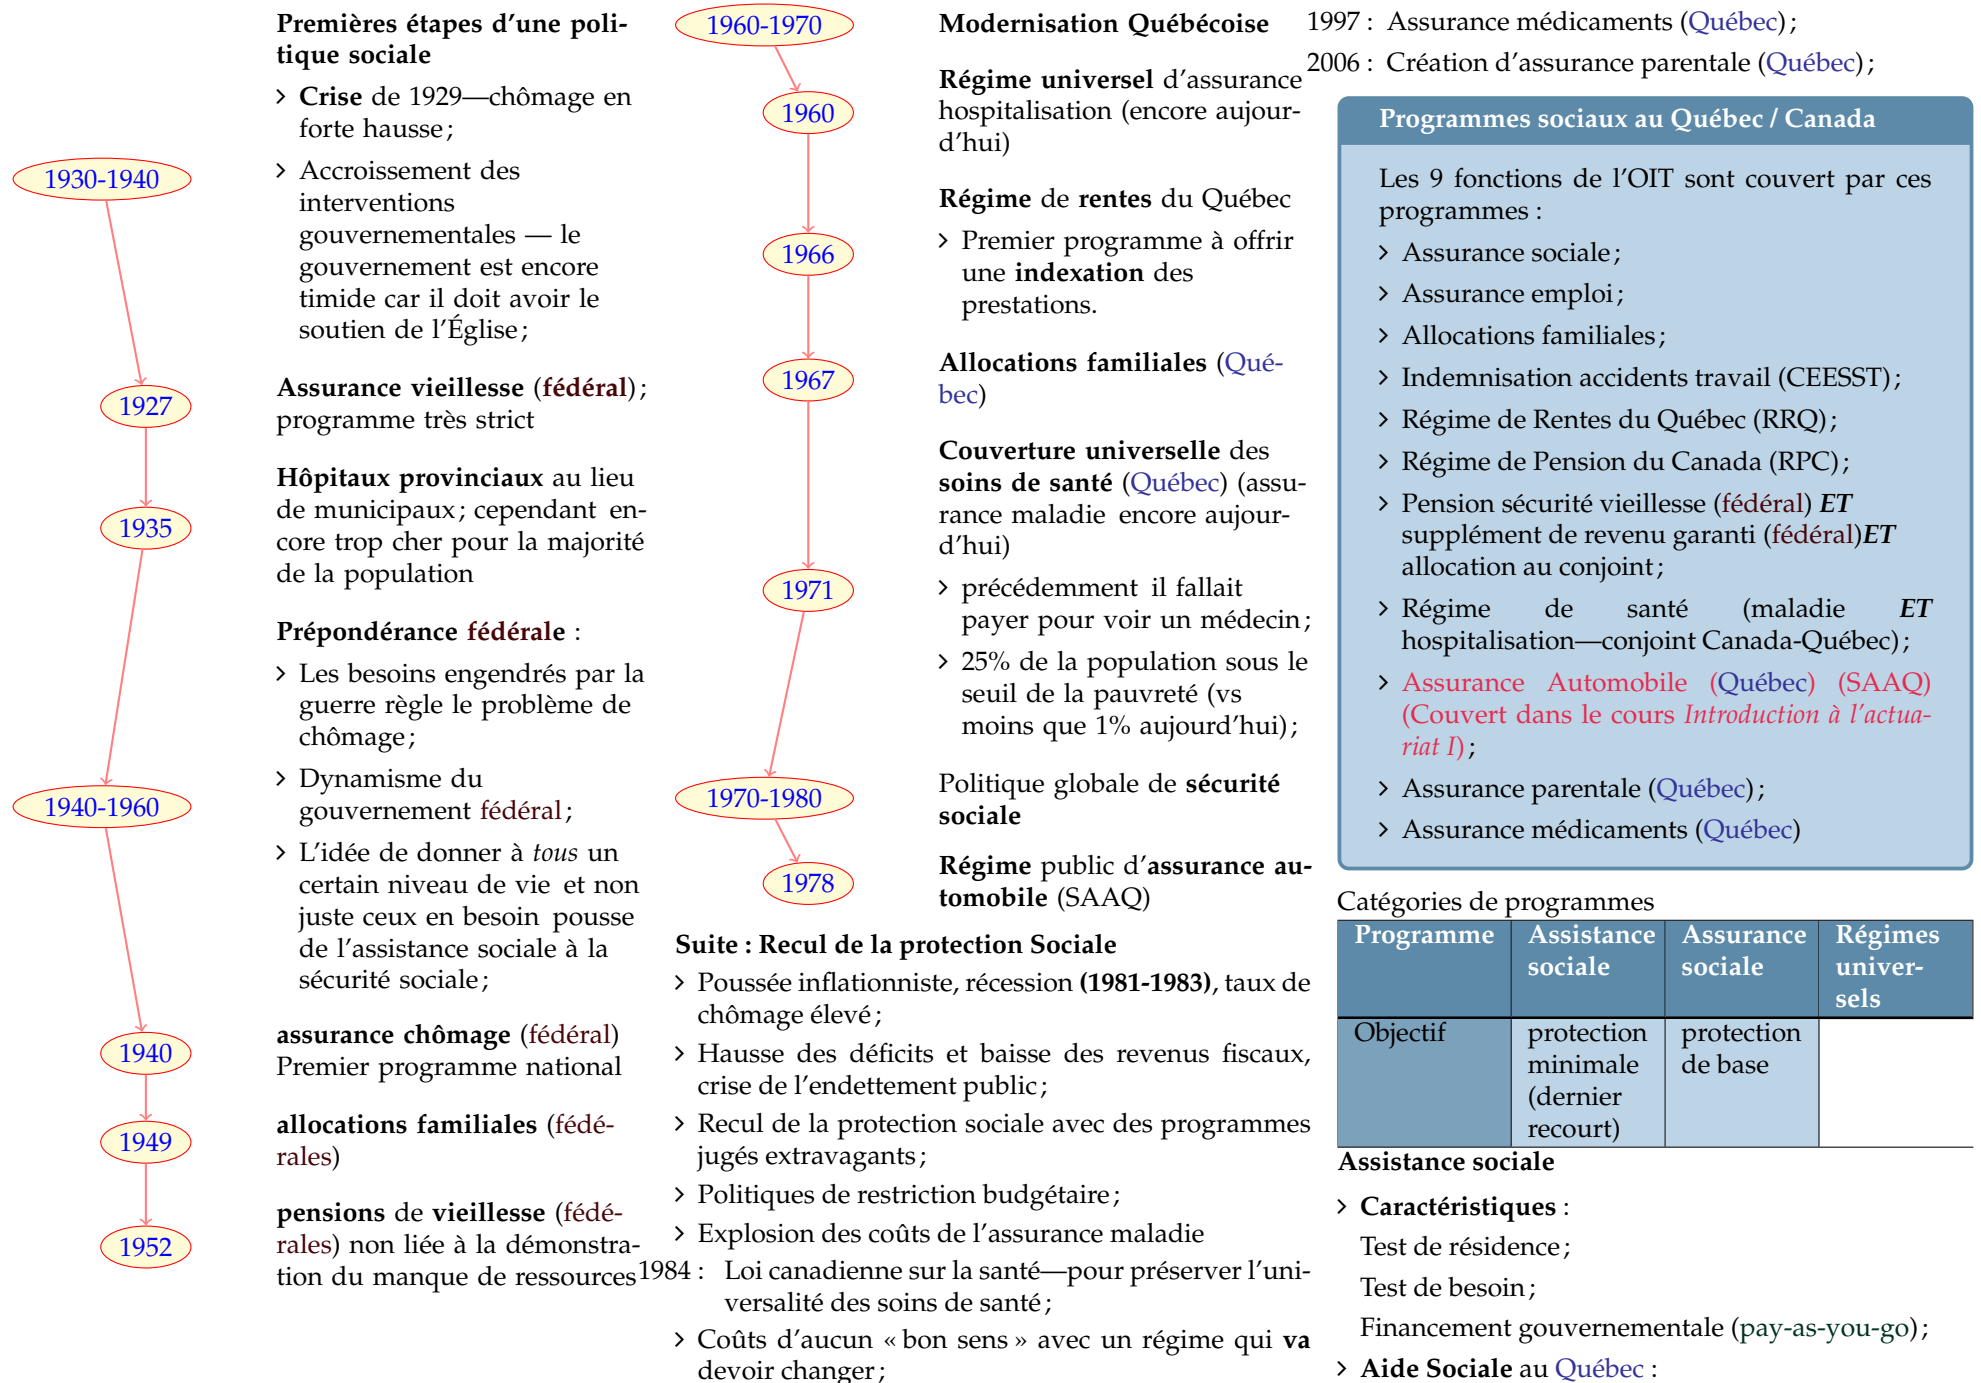 Premières étapes d'une poli-
tique sociale
› Crise de 1929—chômage en
forte hausse ;
1930-1940
› Accroissement des
interventions
gouvernementales — le
gouvernement est encore
timide car il doit avoir le
soutien de l'Église ;
1927
Assurance vieillesse (fédéral) ;
programme très strict
1935
Hôpitaux provinciaux au lieu
de municipaux ; cependant en-
core trop cher pour la majorité
de la population
1940-1960
Prépondérance fédérale :
› Les besoins engendrés par la
guerre règle le problème de
chômage ;
› Dynamisme du
gouvernement fédéral ;
› L'idée de donner à tous un
certain niveau de vie et non
juste ceux en besoin pousse
de l'assistance sociale à la
sécurité sociale ;
1940
assurance chômage (fédéral)
Premier programme national
1949
allocations familiales (fédé-
rales)
1952
pensions de vieillesse (fédé-
rales) non liée à la démonstra-
tion du manque de ressources
1960-1970
Modernisation Québécoise
1960
Régime universel d'assurance
hospitalisation (encore aujour-
d'hui)
1966
Régime de rentes du Québec
› Premier programme à offrir
une indexation des
prestations.
1967
Allocations familiales (Qué-
bec)
1971
Couverture universelle des
soins de santé (Québec) (assu-
rance maladie encore aujour-
d'hui)
› précédemment il fallait
payer pour voir un médecin ;
› 25% de la population sous le
seuil de la pauvreté (vs
moins que 1% aujourd'hui) ;
1970-1980
Politique globale de sécurité
sociale
1978
Régime public d'assurance au-
tomobile (SAAQ)
Suite : Recul de la protection Sociale
› Poussée inflationniste, récession (1981-1983), taux de
chômage élevé ;
› Hausse des déficits et baisse des revenus fiscaux,
crise de l'endettement public ;
› Recul de la protection sociale avec des programmes
jugés extravagants ;
› Politiques de restriction budgétaire ;
› Explosion des coûts de l'assurance maladie
1984 : Loi canadienne sur la santé—pour préserver l'uni-
versalité des soins de santé ;
› Coûts d'aucun « bon sens » avec un régime qui va
devoir changer ;
1997 : Assurance médicaments (Québec) ;
2006 : Création d'assurance parentale (Québec) ;
Programmes sociaux au Québec / Canada
Les 9 fonctions de l'OIT sont couvert par ces
programmes :
› Assurance sociale ;
› Assurance emploi ;
› Allocations familiales ;
› Indemnisation accidents travail (CEESST) ;
› Régime de Rentes du Québec (RRQ) ;
› Régime de Pension du Canada (RPC) ;
› Pension sécurité vieillesse (fédéral) ET
supplément de revenu garanti (fédéral)ET
allocation au conjoint ;
› Régime de santé (maladie ET
hospitalisation—conjoint Canada-Québec) ;
› Assurance Automobile (Québec) (SAAQ)
(Couvert dans le cours Introduction à l'actua-
riat I) ;
› Assurance parentale (Québec) ;
› Assurance médicaments (Québec)
Catégories de programmes
Programme Assistance Assurance Régimes
sociale sociale univer-
sels
Objectif protection protection
minimale de base
(dernier
recourt)
Assistance sociale
› Caractéristiques :
Test de résidence ;
Test de besoin ;
Financement gouvernementale (pay-as-you-go) ;
› Aide Sociale au Québec :